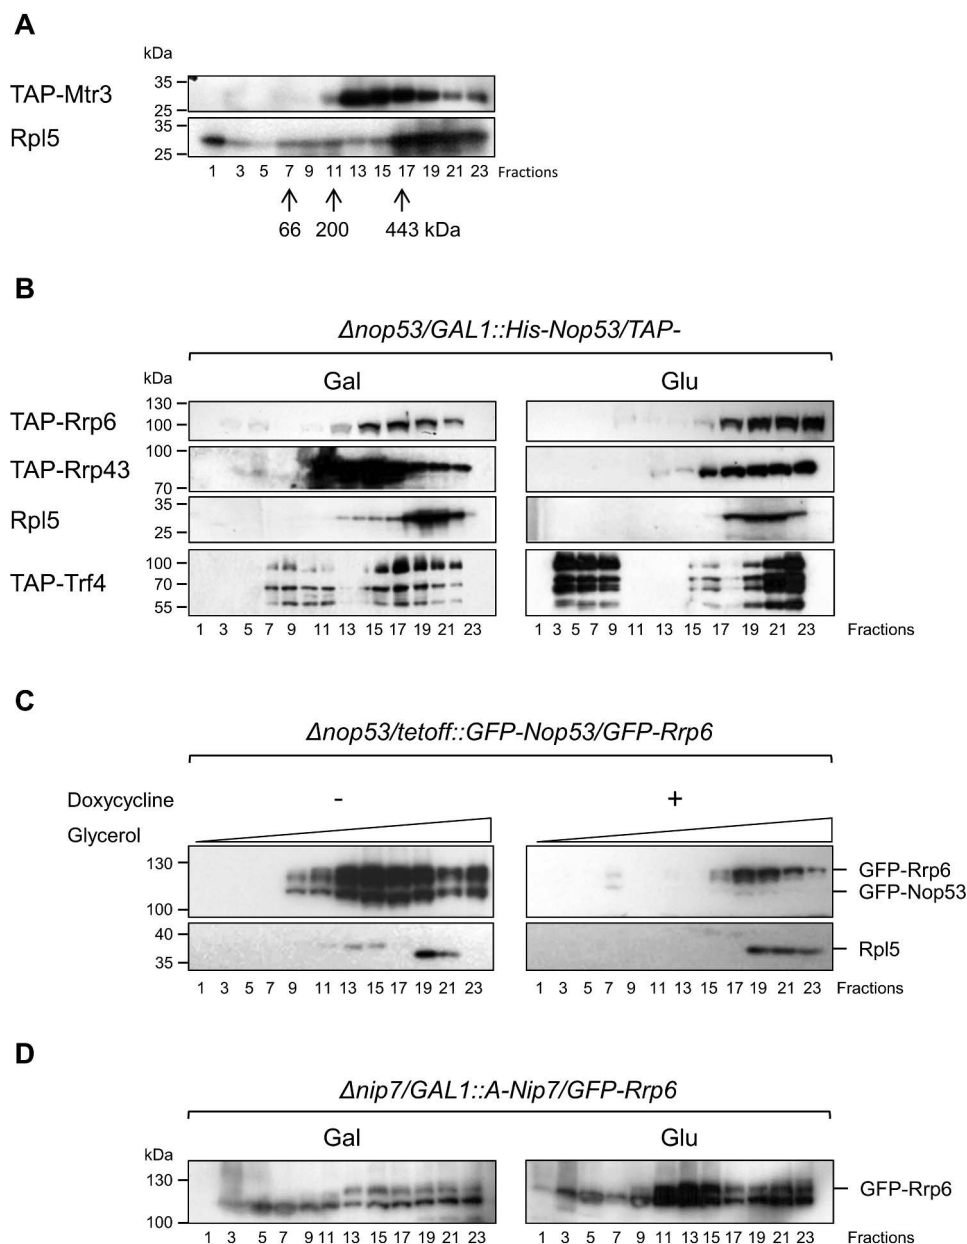 A
kDa
TAP-Mtr3
35
25
Rpl5
35
25
1 3 5 7 9 11 13 15 17 19 21 23 Fractions
66 200 443 kDa
B
Δnop53/GAL1::His-Nop53/TAP-
kDa Gal Glu
TAP-Rrp6
130
100
TAP-Rrp43
100
70
Rpl5
35
25
TAP-Trf4
100
70
55
1 3 5 7 9 11 13 15 17 19 21 23 1 3 5 7 9 11 13 15 17 19 21 23 Fractions
C
Δnop53/tetoff::GFP-Nop53/GFP-Rrp6
Doxycycline - +
Glycerol
130 GFP-Rrp6
GFP-Nop53
100
40
Rpl5
35
1 3 5 7 9 11 13 15 17 19 21 23 1 3 5 7 9 11 13 15 17 19 21 23 Fractions
D
Δnip7/GAL1::A-Nip7/GFP-Rrp6
Gal Glu
kDa
130 GFP-Rrp6
100
1 3 5 7 9 11 13 15 17 19 21 23 1 3 5 7 9 11 13 15 17 19 21 23 Fractions